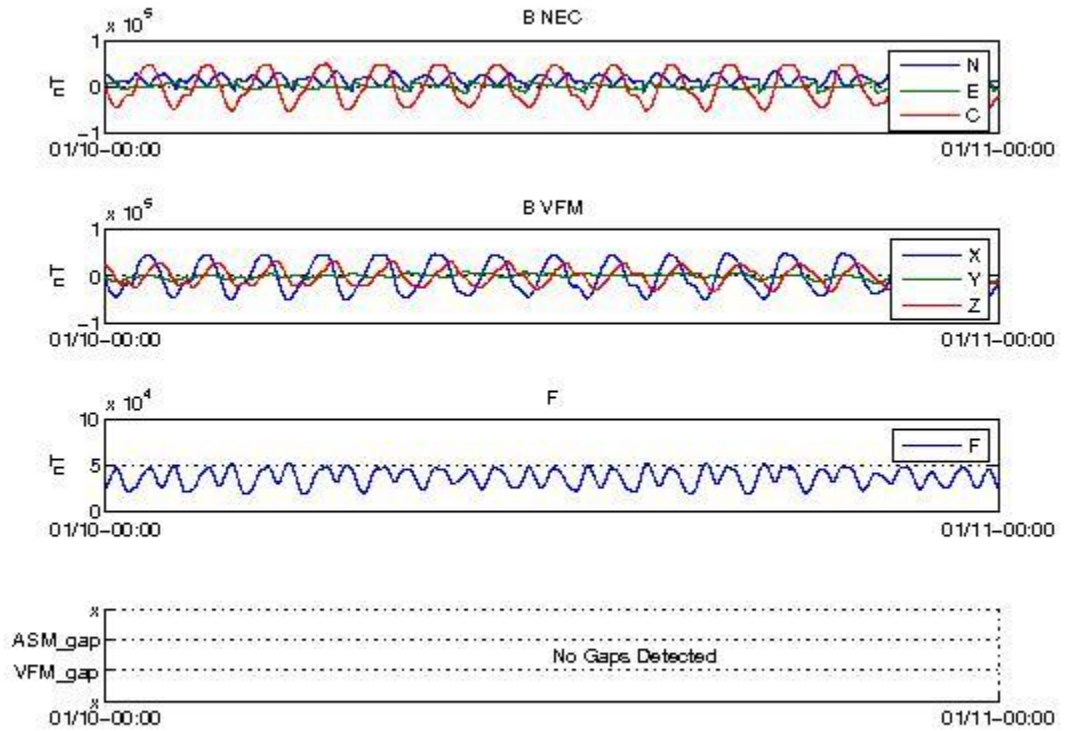 B NEC
x 10^5
1
0
-1
nT
N
E
C
01/10-00:00 01/11-00:00
B VFM
x 10^5
1
0
-1
nT
X
Y
Z
01/10-00:00 01/11-00:00
F
x 10^4
10
5
0
nT
F
01/10-00:00 01/11-00:00
x
ASM_gap
No Gaps Detected
VFM_gap
x
01/10-00:00 01/11-00:00